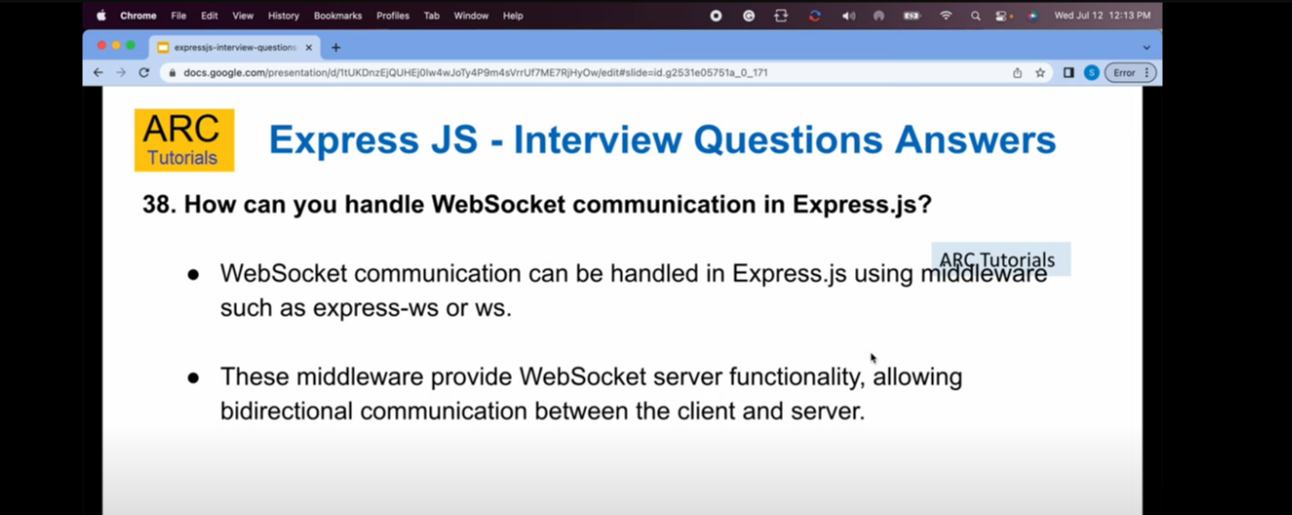 Chrome File Edit View History Bookmarks Profiles Tab Window Help Wed Jul 12 12:13 PM
expressjs-interview-questions
docs.google.com/presentation/d/1tUKDnzEjQUHEj0lw4wJoTy4P9m4sVrrUf7ME7RjHyOw/edit#slide=id.g2531e05751a_0_171 S Error
ARC
Tutorials
Express JS - Interview Questions Answers
38. How can you handle WebSocket communication in Express.js?
ARC Tutorials
● WebSocket communication can be handled in Express.js using middleware
such as express-ws or ws.
● These middleware provide WebSocket server functionality, allowing
bidirectional communication between the client and server.